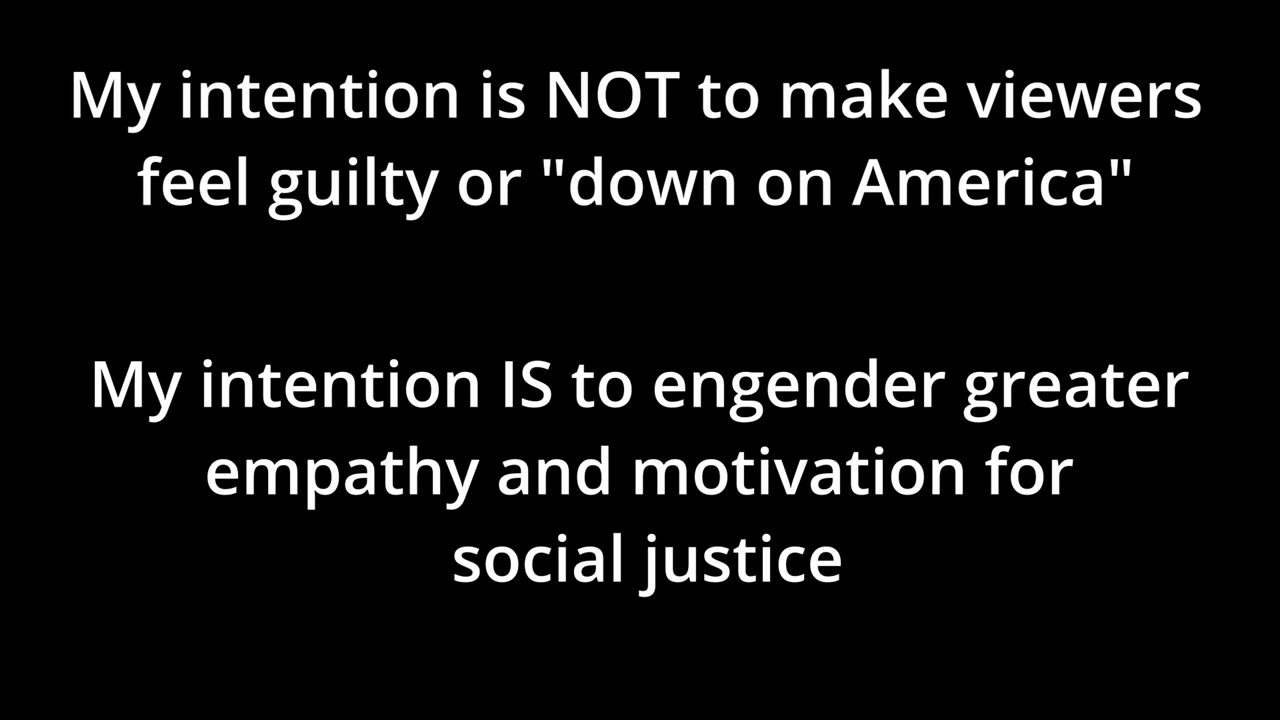 My intention is NOT to make viewers
feel guilty or "down on America"
My intention IS to engender greater
empathy and motivation for
social justice